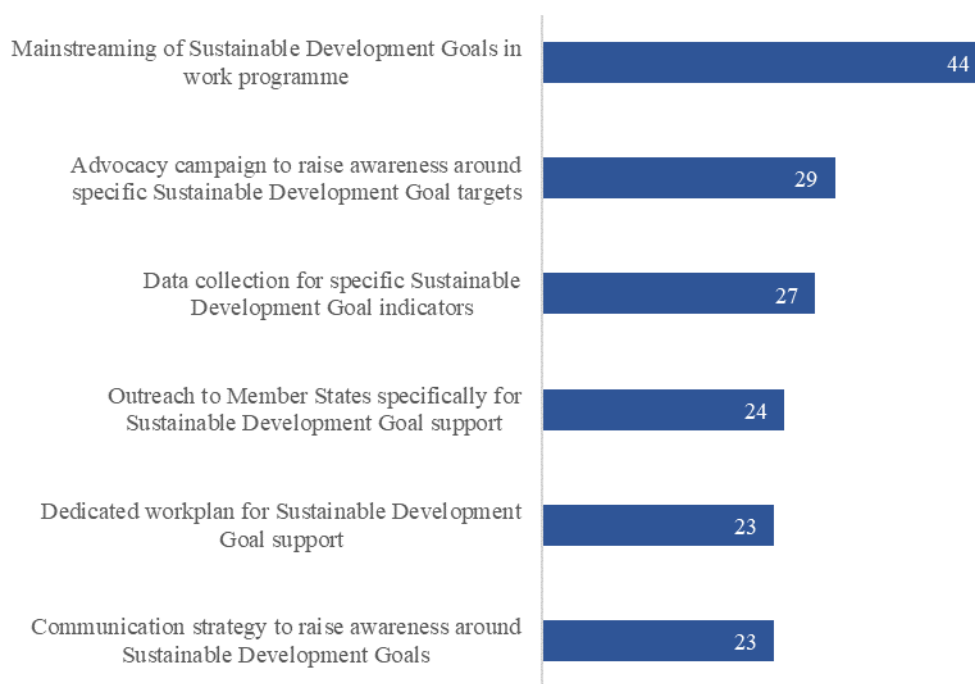 Mainstreaming of Sustainable Development Goals in
work programme
44
Advocacy campaign to raise awareness around
specific Sustainable Development Goal targets
29
Data collection for specific Sustainable
Development Goal indicators
27
Outreach to Member States specifically for
Sustainable Development Goal support
24
Dedicated workplan for Sustainable Development
Goal support
23
Communication strategy to raise awareness around
Sustainable Development Goals
23